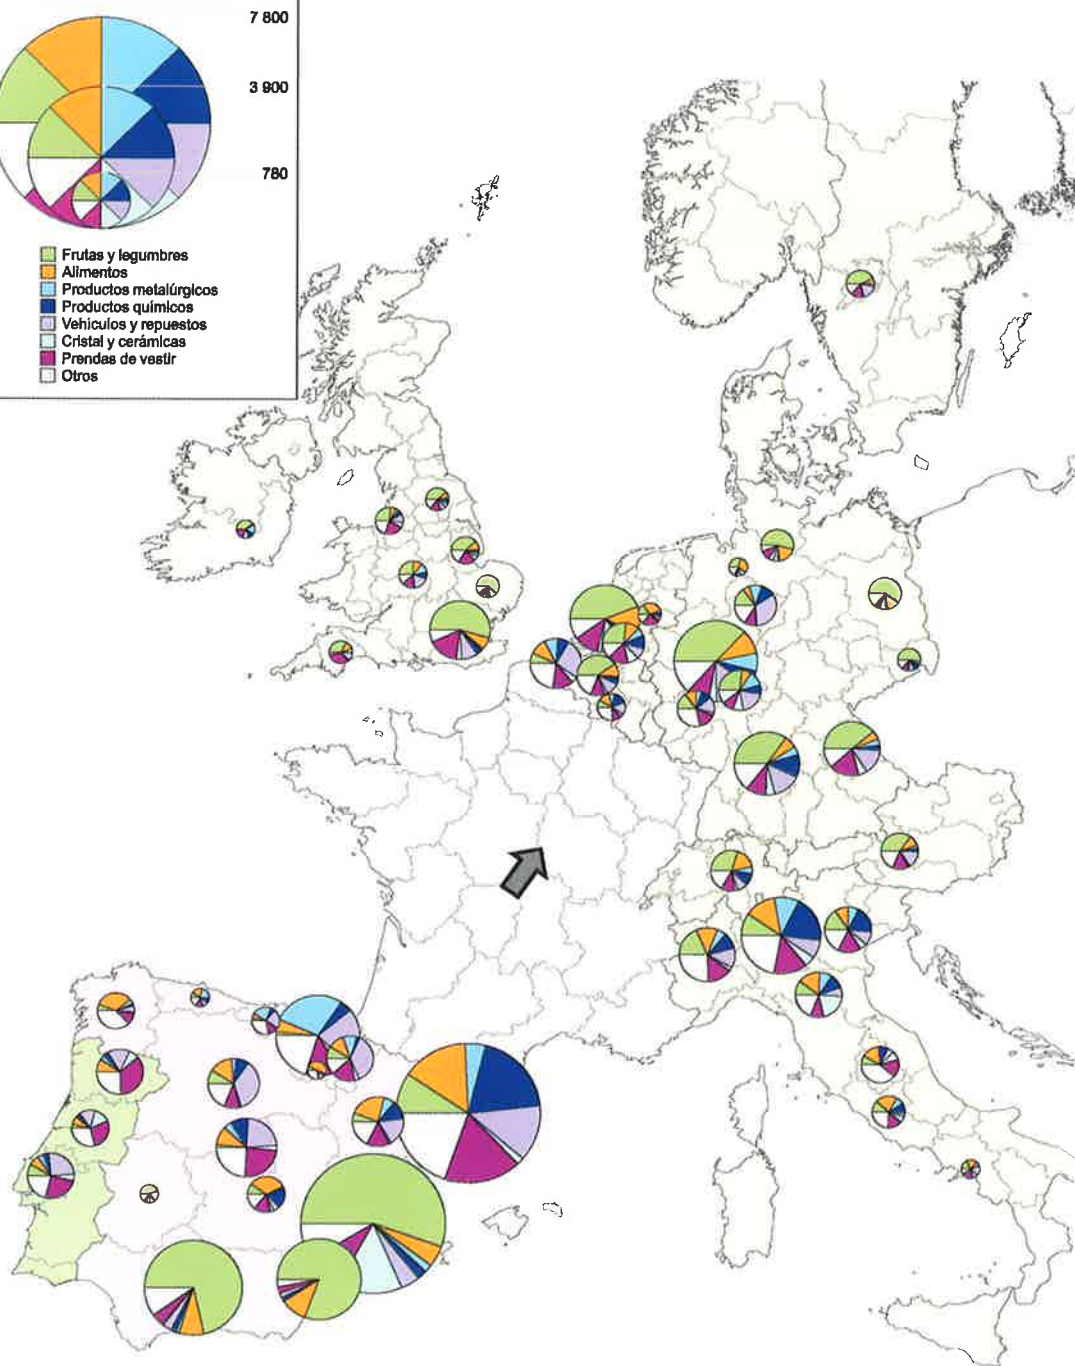 7 800
3 900
780
Frutas y legumbres
Alimentos
Productos metalúrgicos
Productos químicos
Vehículos y repuestos
Cristal y cerámicas
Prendas de vestir
Otros